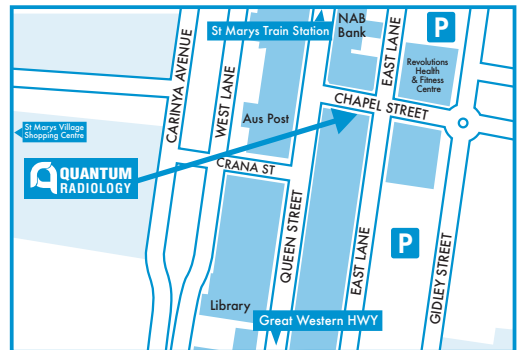 St Marys Train Station
NAB
Bank
EAST LANE
P
Revolutions
Health
& Fitness
Centre
CARINYA AVENUE
WEST LANE
CHAPEL STREET
Aus Post
St Marys Village
Shopping Centre
QUANTUM
RADIOLOGY
CRANA ST
QUEEN STREET
EAST LANE
P
GIDLEY STREET
Library
Great Western HWY